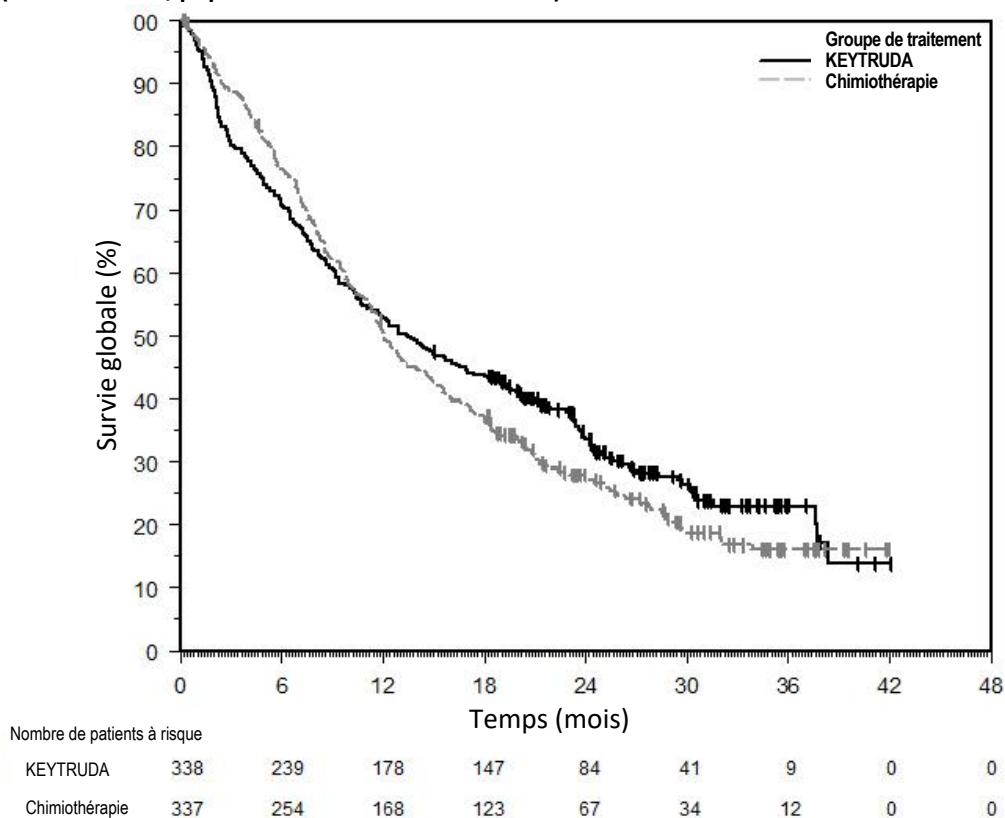 00
90
80
70
60
50
40
30
20
10
0
Survie globale (%)
Groupe de traitement
KEYTRUDA
Chimiothérapie
0 6 12 18 24 30 36 42 48
Temps (mois)
Nombre de patients à risque
KEYTRUDA 338 239 178 147 84 41 9 0 0
Chimiothérapie 337 254 168 123 67 34 12 0 0